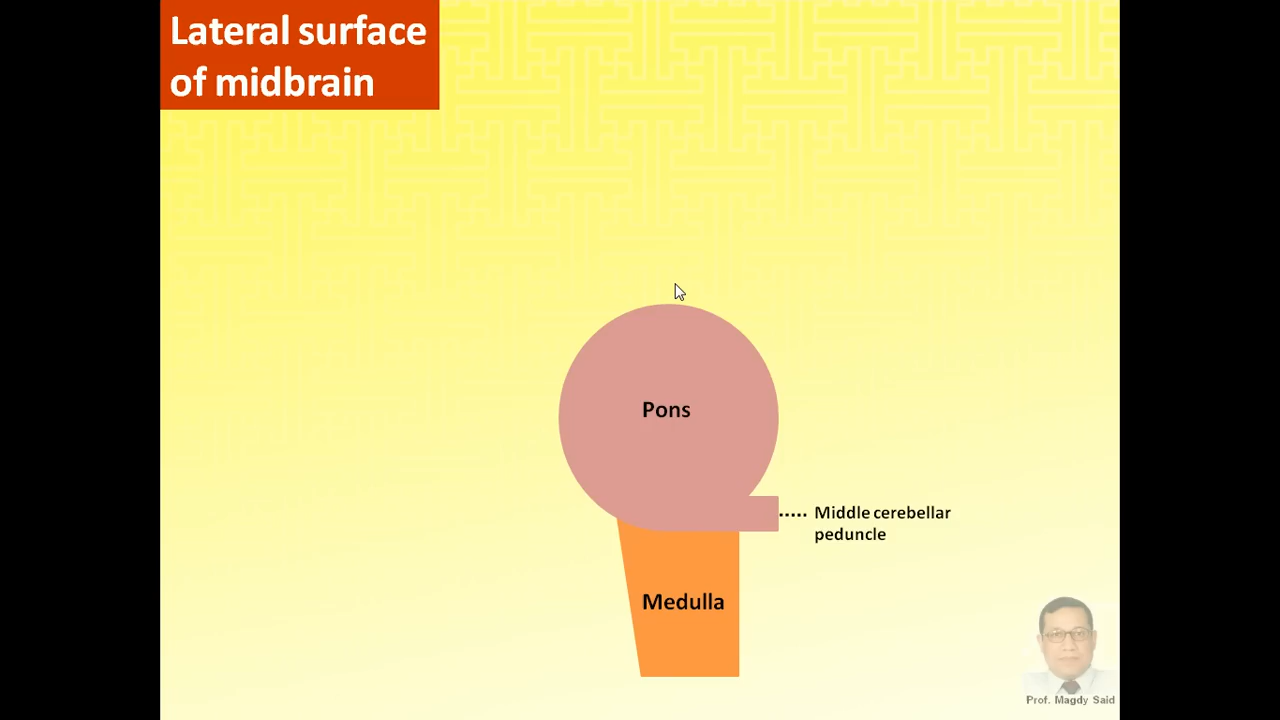 Lateral surface
of midbrain
Pons
Middle cerebellar
peduncle
Medulla
Prof. Magdy Said